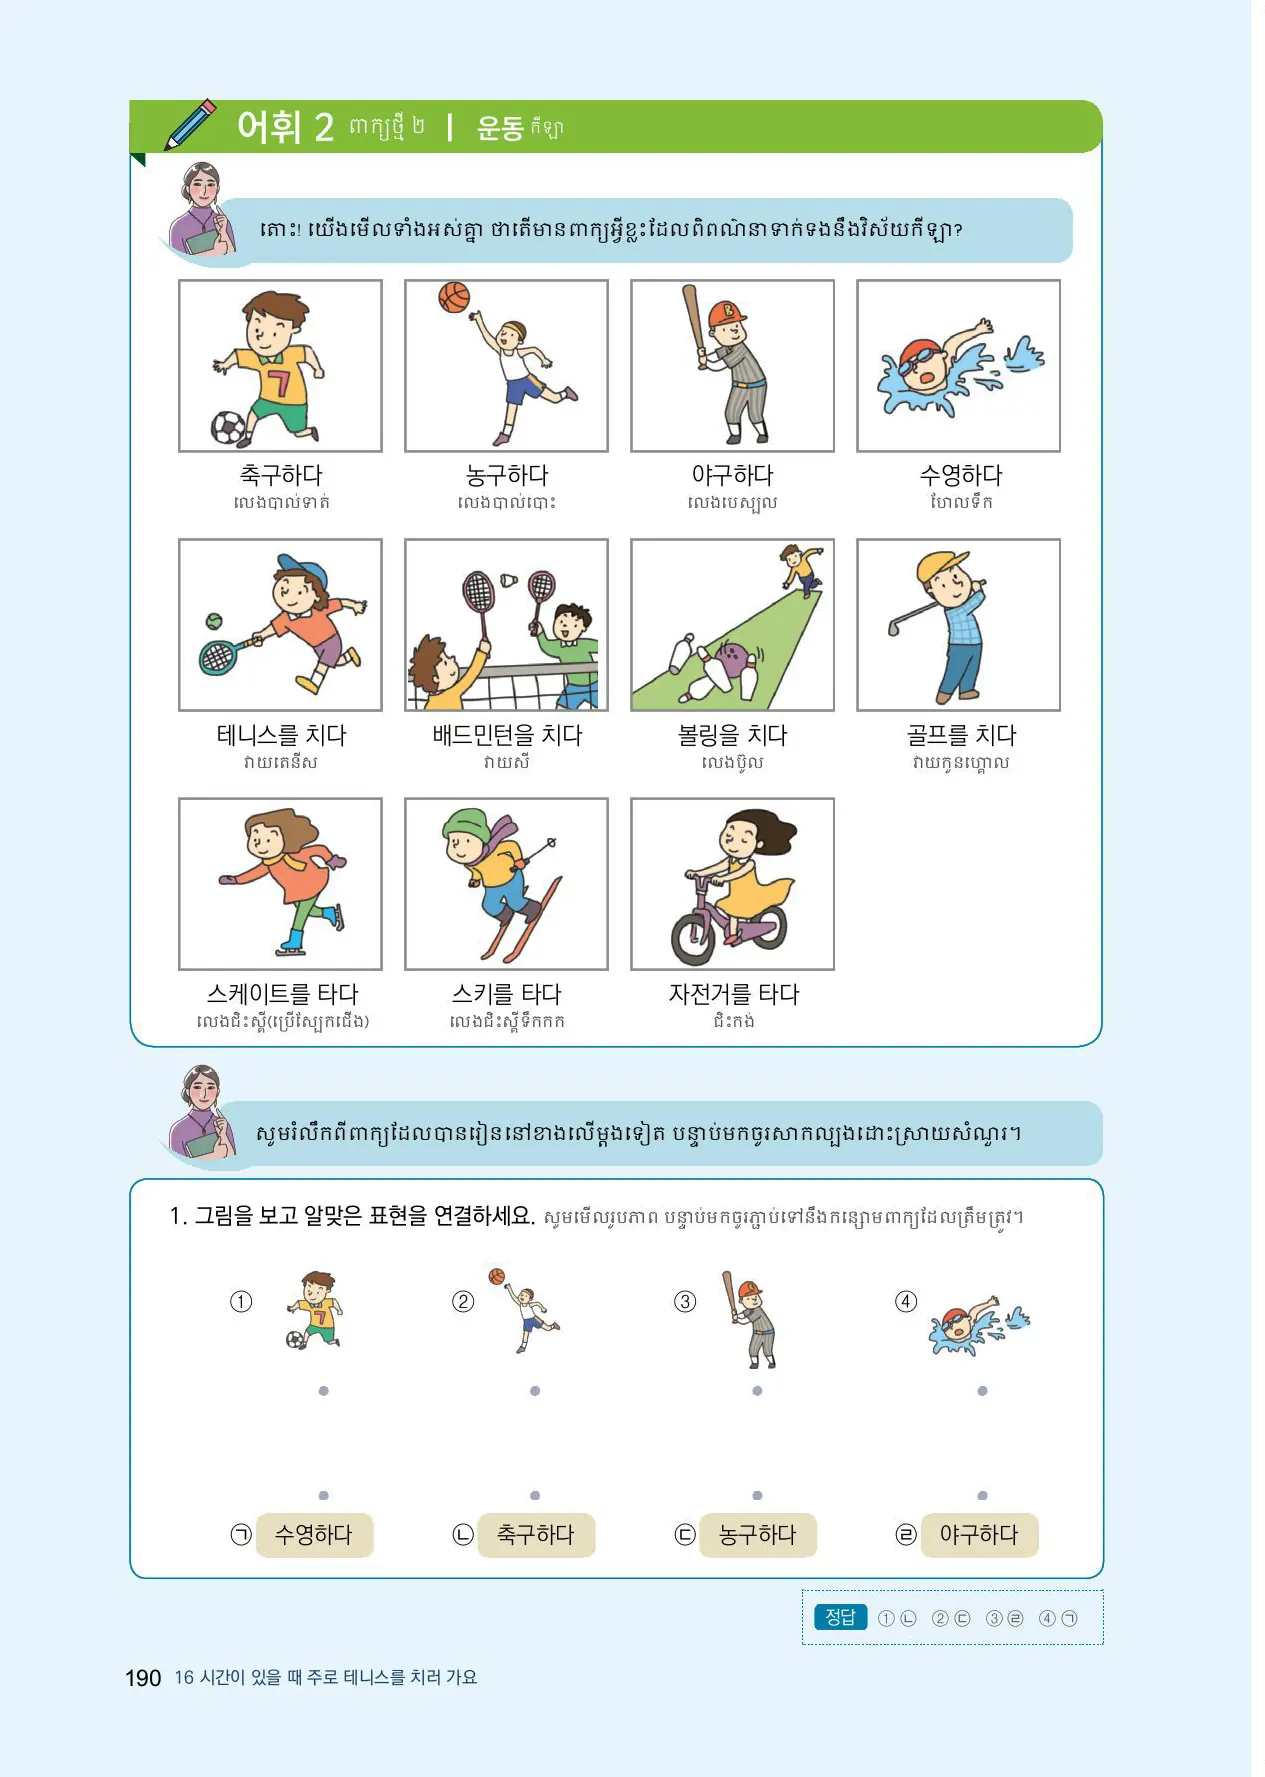 어휘 2 ពាក្យថ្មី ២ | 운동 កីឡា
តោះ! យើងមើលទាំងអស់គ្នា ថាតើមានពាក្យអ្វីខ្លះដែលពិពណ៌នាទាក់ទងនឹងវិស័យកីឡា?
축구하다 농구하다 야구하다 수영하다
លេងបាល់ទាត់ លេងបាល់បោះ លេងបេស្បល ហែលទឹក
테니스를 치다 배드민턴을 치다 볼링을 치다 골프를 치다
វាយតេនីស វាយសី លេងប៊ូល វាយកូនហ្គោល
스케이트를 타다 스키를 타다 자전거를 타다
លេងជិះស្គី(ប្រើស្បែកជើង) លេងជិះស្គីទឹកកក ជិះកង់
សូមរំលឹកពីពាក្យដែលបានរៀននៅខាងលើម្តងទៀត បន្ទាប់មកចូរសាកល្បងដោះស្រាយសំណួរ។
1. 그림을 보고 알맞은 표현을 연결하세요. សូមមើលរូបភាព បន្ទាប់មកចូរភ្ជាប់ទៅនឹងកន្សោមពាក្យដែលត្រឹមត្រូវ។
① ② ③ ④
㉠ 수영하다 ㉡ 축구하다 ㉢ 농구하다 ㉣ 야구하다
정답 ①㉡ ②㉢ ③㉣ ④㉠
190 16 시간이 있을 때 주로 테니스를 치러 가요